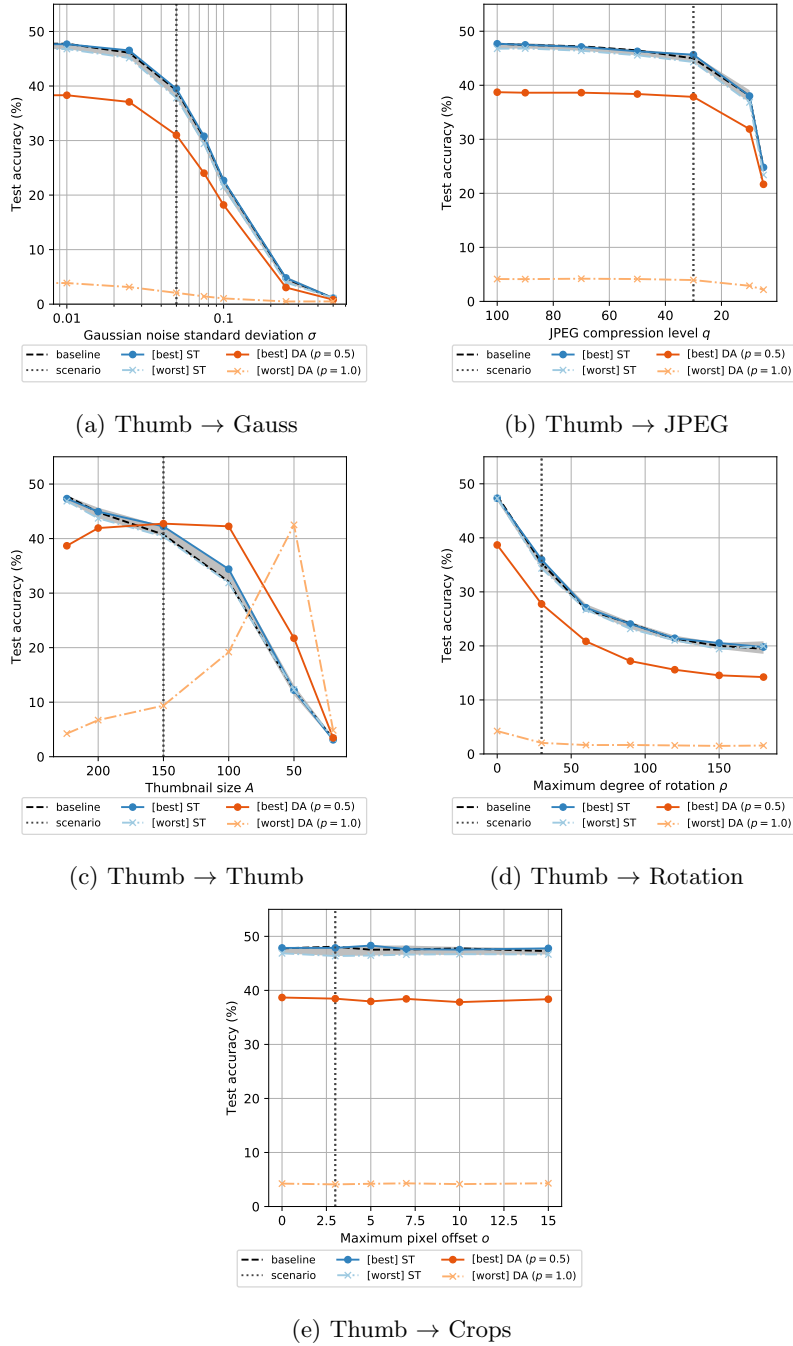 50
40
30
20
10
0
Test accuracy (%)
0.01 0.1
Gaussian noise standard deviation σ
baseline [best] ST [best] DA (p = 0.5)
scenario [worst] ST [worst] DA (p = 1.0)
(a) Thumb → Gauss
50
40
30
20
10
0
Test accuracy (%)
100 80 60 40 20
JPEG compression level q
baseline [best] ST [best] DA (p = 0.5)
scenario [worst] ST [worst] DA (p = 1.0)
(b) Thumb → JPEG
50
40
30
20
10
0
Test accuracy (%)
200 150 100 50
Thumbnail size A
baseline [best] ST [best] DA (p = 0.5)
scenario [worst] ST [worst] DA (p = 1.0)
(c) Thumb → Thumb
50
40
30
20
10
0
Test accuracy (%)
0 50 100 150
Maximum degree of rotation ρ
baseline [best] ST [best] DA (p = 0.5)
scenario [worst] ST [worst] DA (p = 1.0)
(d) Thumb → Rotation
50
40
30
20
10
0
Test accuracy (%)
0 2.5 5 7.5 10 12.5 15
Maximum pixel offset o
baseline [best] ST [best] DA (p = 0.5)
scenario [worst] ST [worst] DA (p = 1.0)
(e) Thumb → Crops